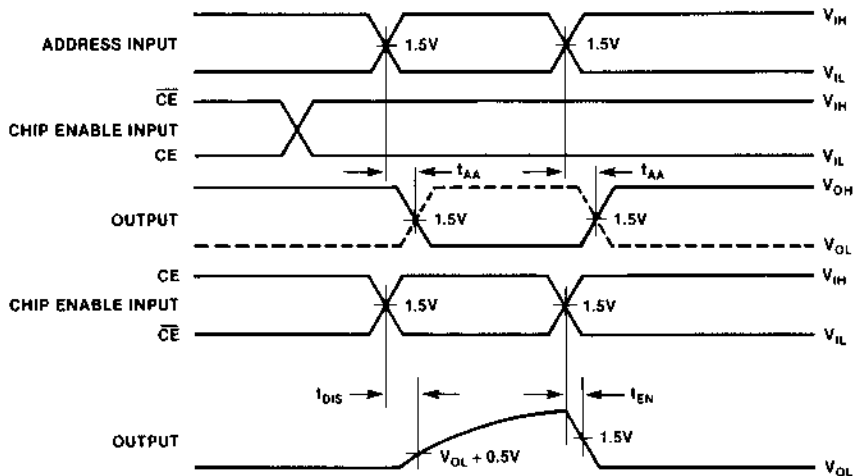 V_IH
ADDRESS INPUT 1.5V 1.5V
V_IL
C̅E̅ V_IH
CHIP ENABLE INPUT
CE V_IL
t_AA t_AA
V_OH
OUTPUT 1.5V 1.5V
V_OL
CE V_IH
CHIP ENABLE INPUT 1.5V 1.5V
C̅E̅ V_IL
t_DIS t_EN
OUTPUT V_OL + 0.5V 1.5V
V_OL